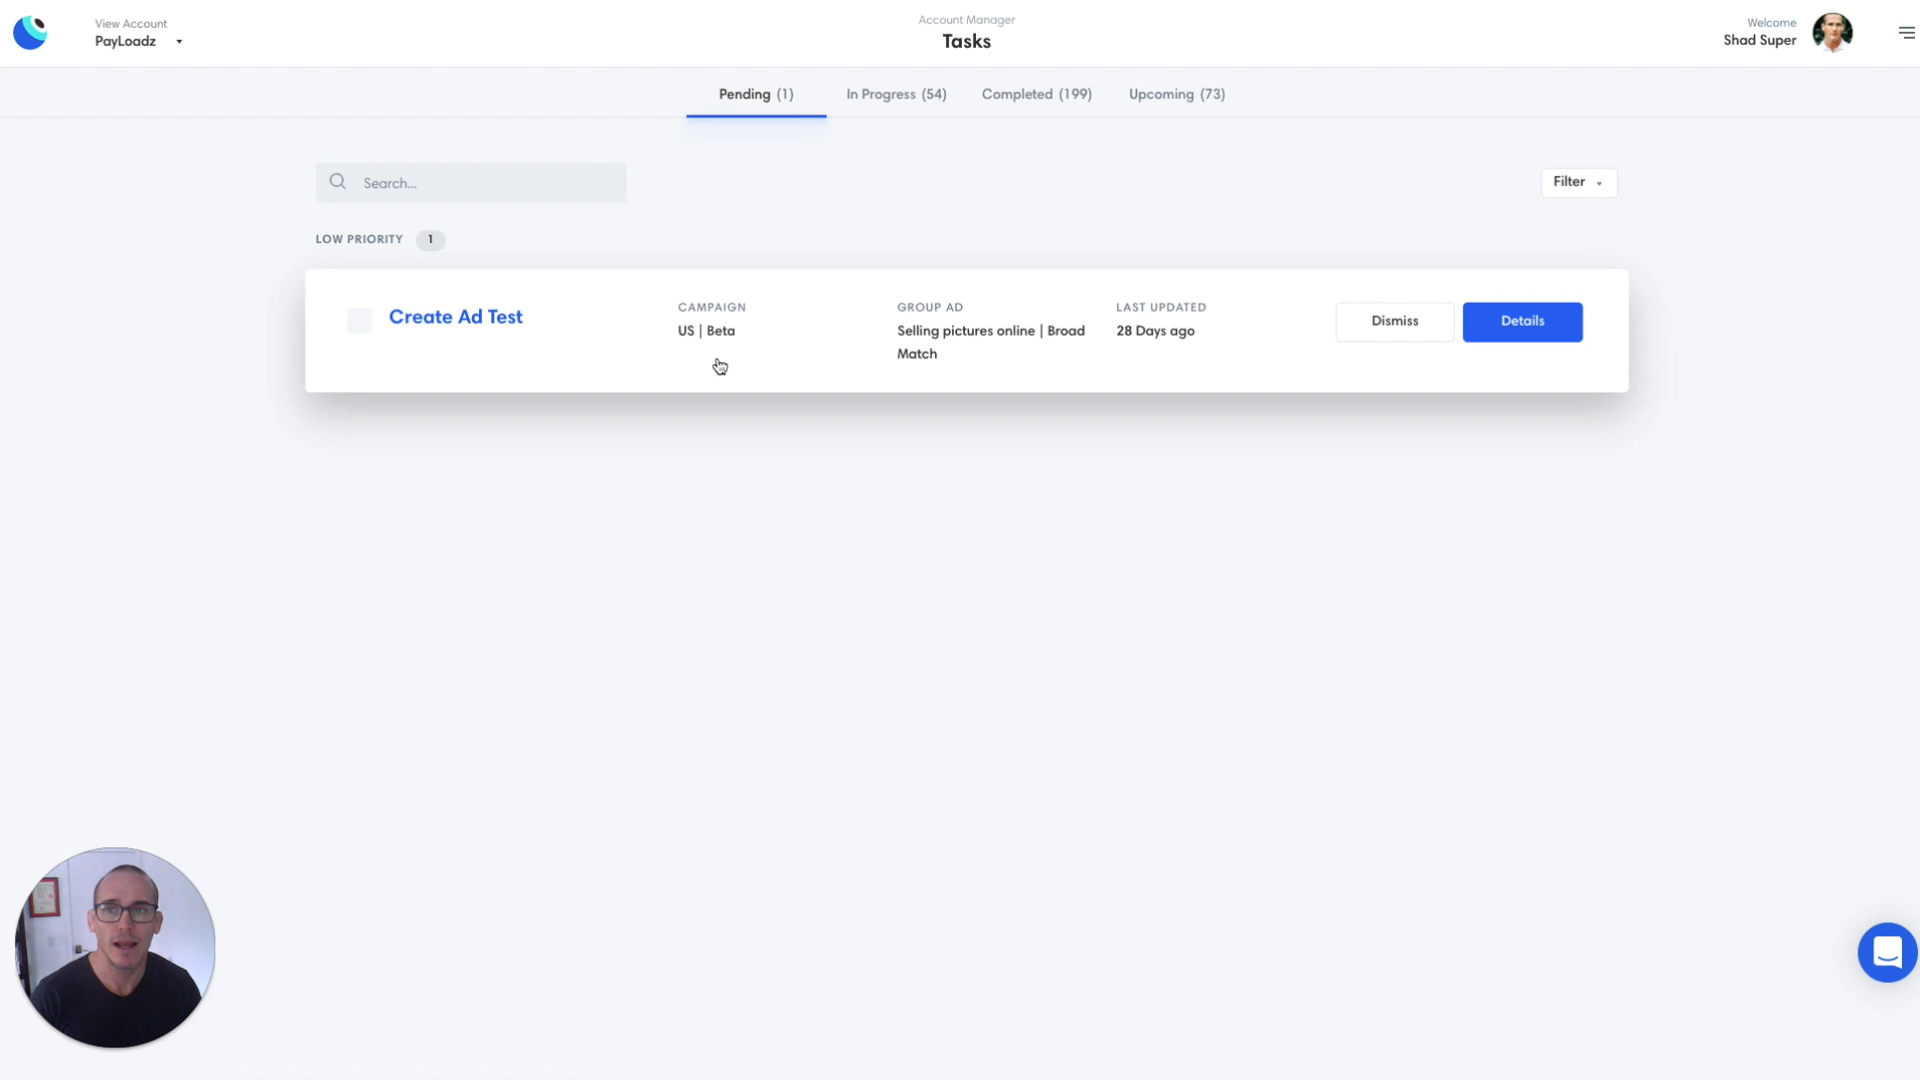 View Account
PayLoadz
Account Manager
Tasks
Welcome
Shad Super
Pending (1)
In Progress (54)
Completed (199)
Upcoming (73)
Search...
Filter
LOW PRIORITY 1
Create Ad Test
CAMPAIGN
US | Beta
GROUP AD
Selling pictures online | Broad
Match
LAST UPDATED
28 Days ago
Dismiss
Details